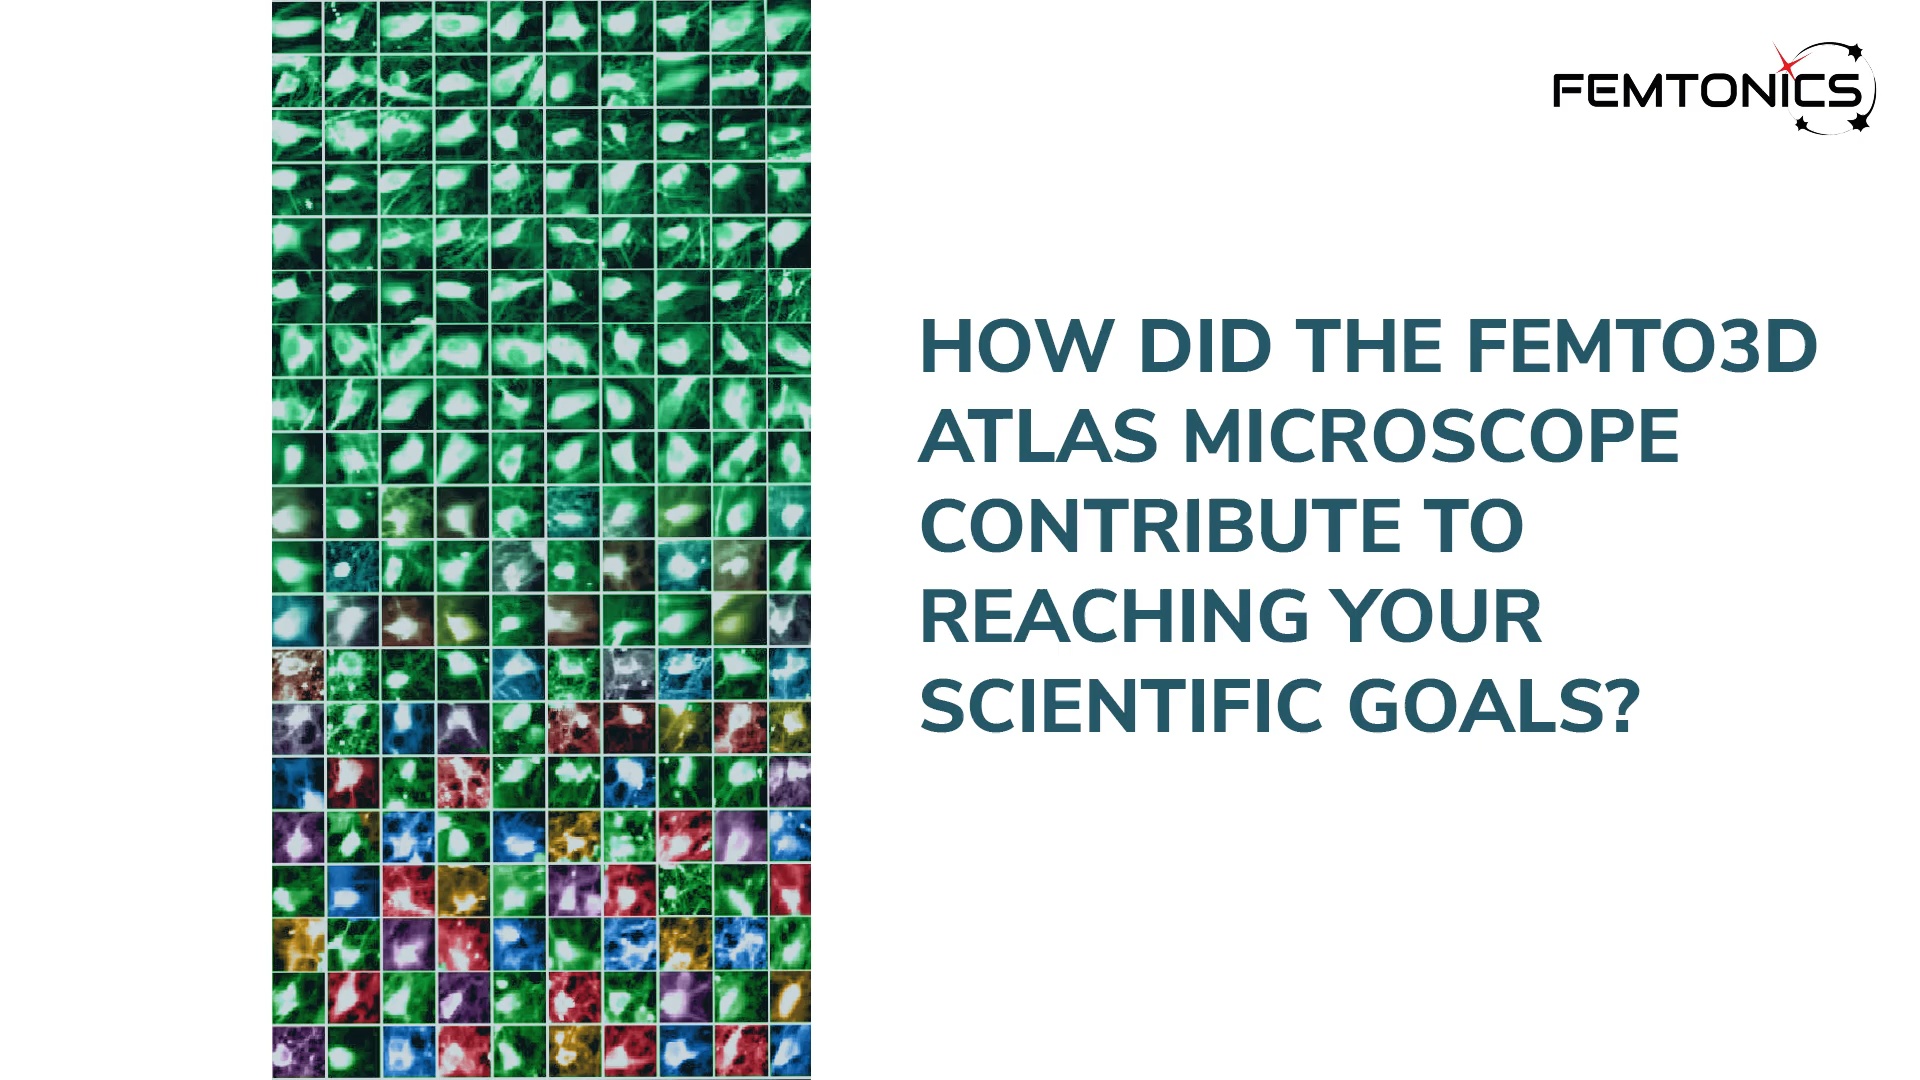 FEMTONICS
HOW DID THE FEMTO3D
ATLAS MICROSCOPE
CONTRIBUTE TO
REACHING YOUR
SCIENTIFIC GOALS?